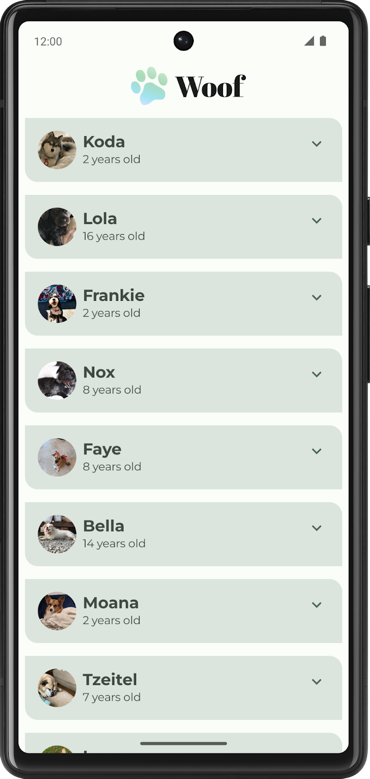 12:00
Woof
Koda
2 years old
Lola
16 years old
Frankie
2 years old
Nox
8 years old
Faye
8 years old
Bella
14 years old
Moana
2 years old
Tzeitel
7 years old